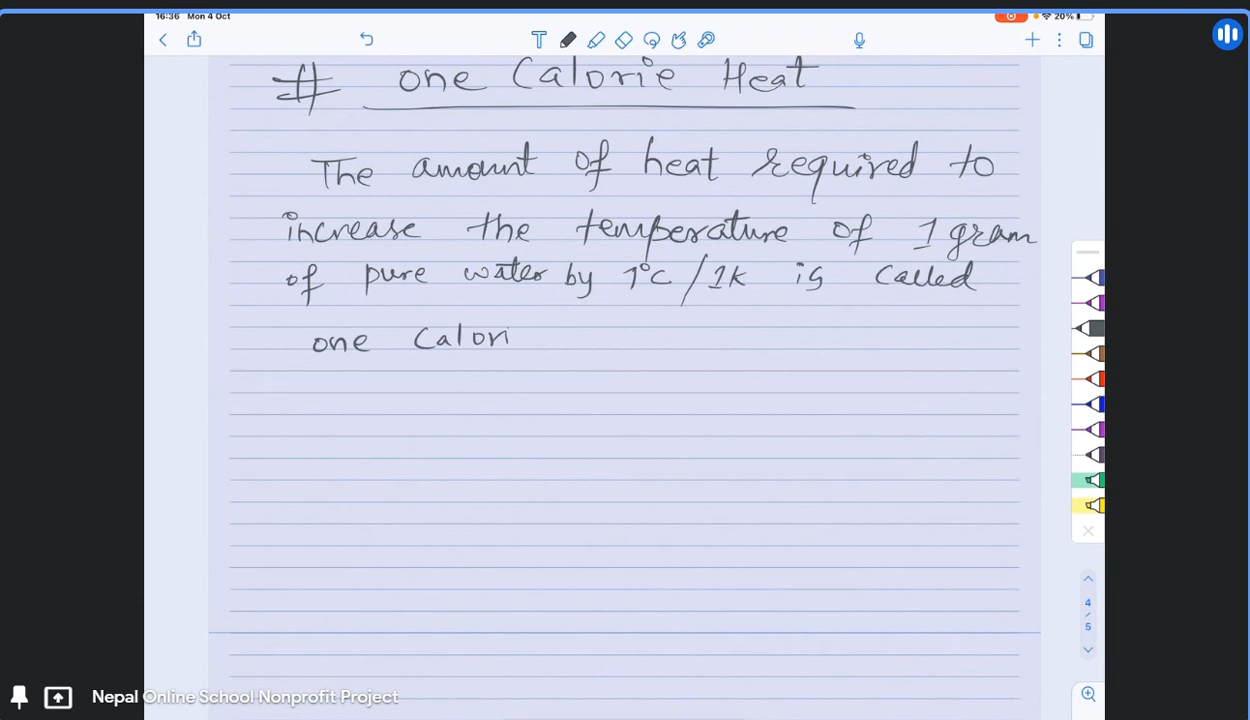 16:36 Mon 4 Oct
20%
# one Calorie Heat
The amount of heat required to
increase the temperature of 1 gram
of pure water by 1°C / 1K is called
one Calori
4
/
5
Nepal Online School Nonprofit Project